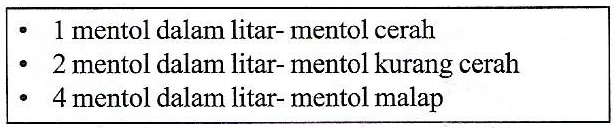 • 1 mentol dalam litar- mentol cerah
• 2 mentol dalam litar- mentol kurang cerah
• 4 mentol dalam litar- mentol malap